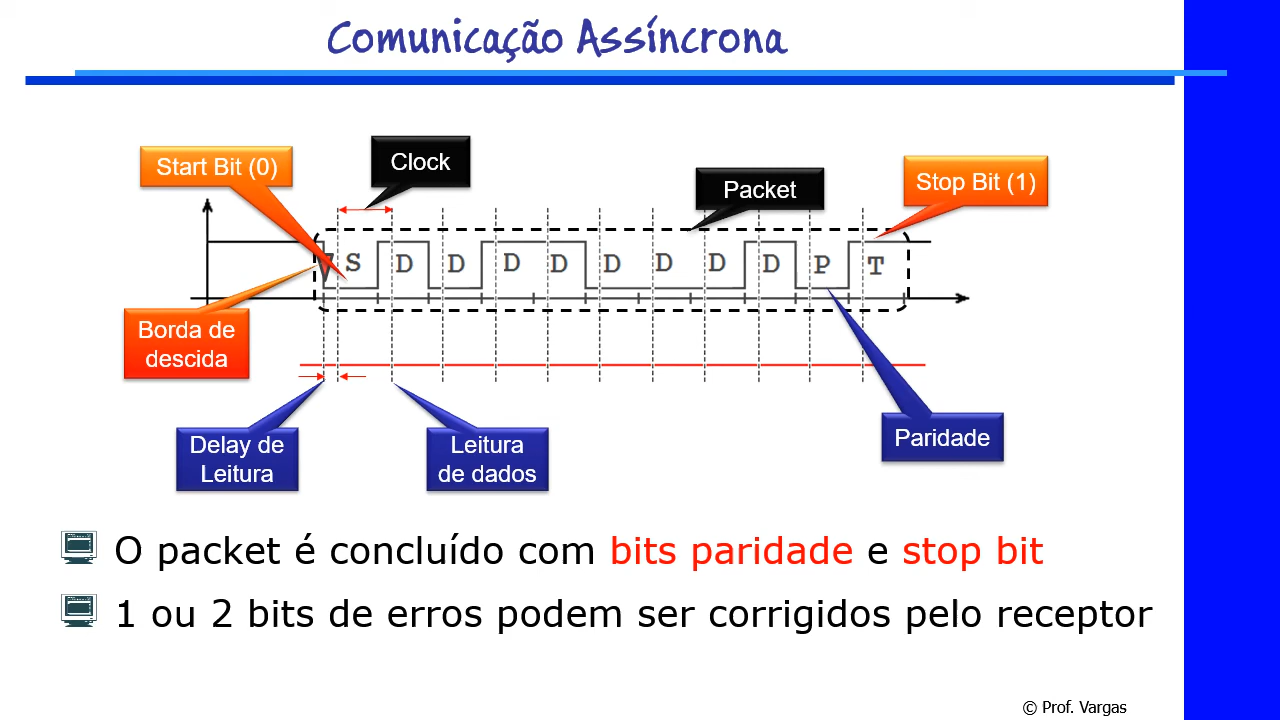 Comunicação Assíncrona
Start Bit (0)
Clock
Packet
Stop Bit (1)
S D D D D D D D D P T
Borda de
descida
Delay de
Leitura
Leitura
de dados
Paridade
O packet é concluído com bits paridade e stop bit
1 ou 2 bits de erros podem ser corrigidos pelo receptor
© Prof. Vargas